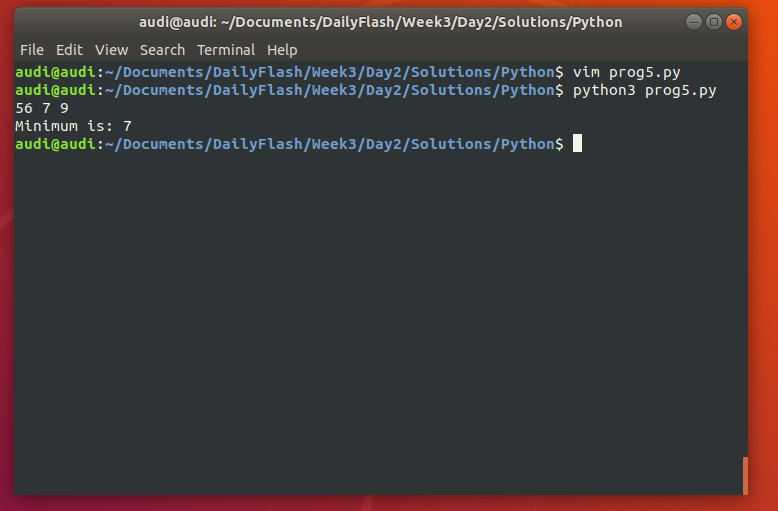 audi@audi: ~/Documents/DailyFlash/Week3/Day2/Solutions/Python
File Edit View Search Terminal Help
audi@audi:~/Documents/DailyFlash/Week3/Day2/Solutions/Python$ vim prog5.py
audi@audi:~/Documents/DailyFlash/Week3/Day2/Solutions/Python$ python3 prog5.py
56 7 9
Minimum is: 7
audi@audi:~/Documents/DailyFlash/Week3/Day2/Solutions/Python$